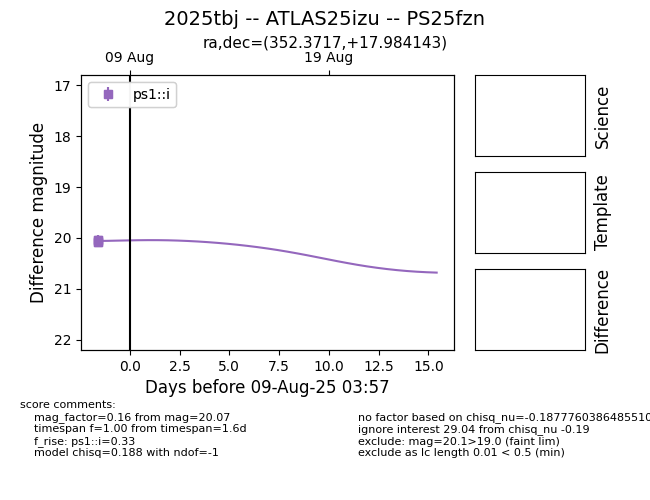 2025tbj -- ATLAS25izu -- PS25fzn
ra,dec=(352.3717,+17.984143)
09 Aug
19 Aug
ps1::i
17
18
19
20
21
22
Difference magnitude
0.0
2.5
5.0
7.5
10.0
12.5
15.0
Days before 09-Aug-25 03:57
Science
Template
Difference
score comments:
mag_factor=0.16 from mag=20.07
timespan f=1.00 from timespan=1.6d
f_rise: ps1::i=0.33
model chisq=0.188 with ndof=-1
no factor based on chisq_nu=-0.1877760386485510
ignore interest 29.04 from chisq_nu -0.19
exclude: mag=20.1>19.0 (faint lim)
exclude as lc length 0.01 < 0.5 (min)